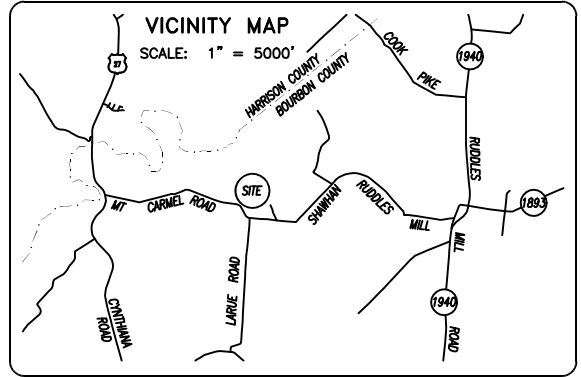 VICINITY MAP
SCALE: 1" = 5000'
27
HARRISON COUNTY
BOURBON COUNTY
COOK
PIKE
1940
RUDDLES
MT CARMEL ROAD
SITE
SHAWHAN
RUDDLES
MILL
1893
MILL
LARUE ROAD
CYNTHIANA
ROAD
1940
ROAD